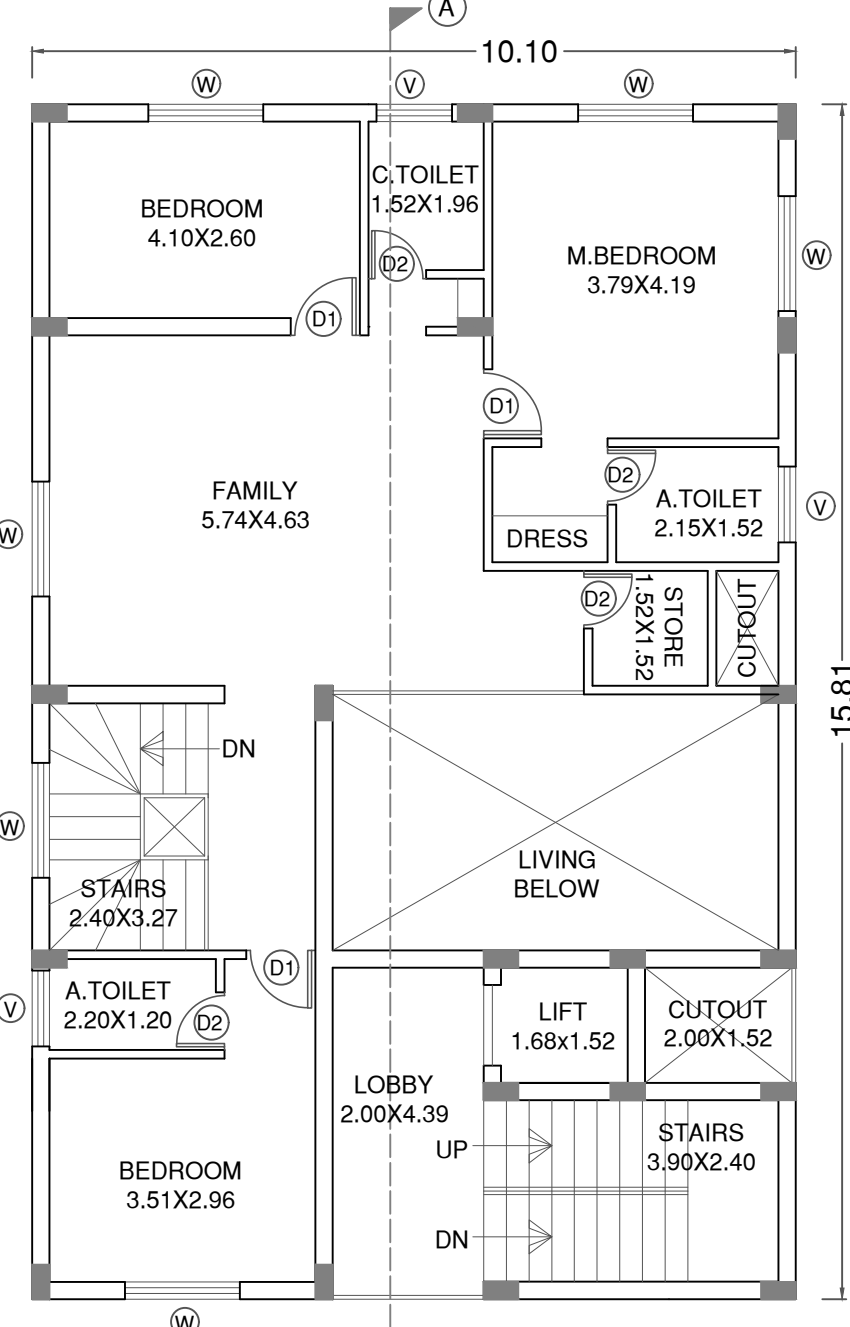 A
10.10
W
V
W
C.TOILET
1.52X1.96
BEDROOM
4.10X2.60
D2
M.BEDROOM
3.79X4.19
W
D1
D1
D2
FAMILY
5.74X4.63
A.TOILET
2.15X1.52
V
W
DRESS
D2
STORE
1.52X1.52
CUTOUT
15.81
DN
W
STAIRS
2.40X3.27
LIVING
BELOW
D1
A.TOILET
2.20X1.20
V
D2
LIFT
1.68x1.52
CUTOUT
2.00X1.52
LOBBY
2.00X4.39
UP
STAIRS
3.90X2.40
BEDROOM
3.51X2.96
DN
W